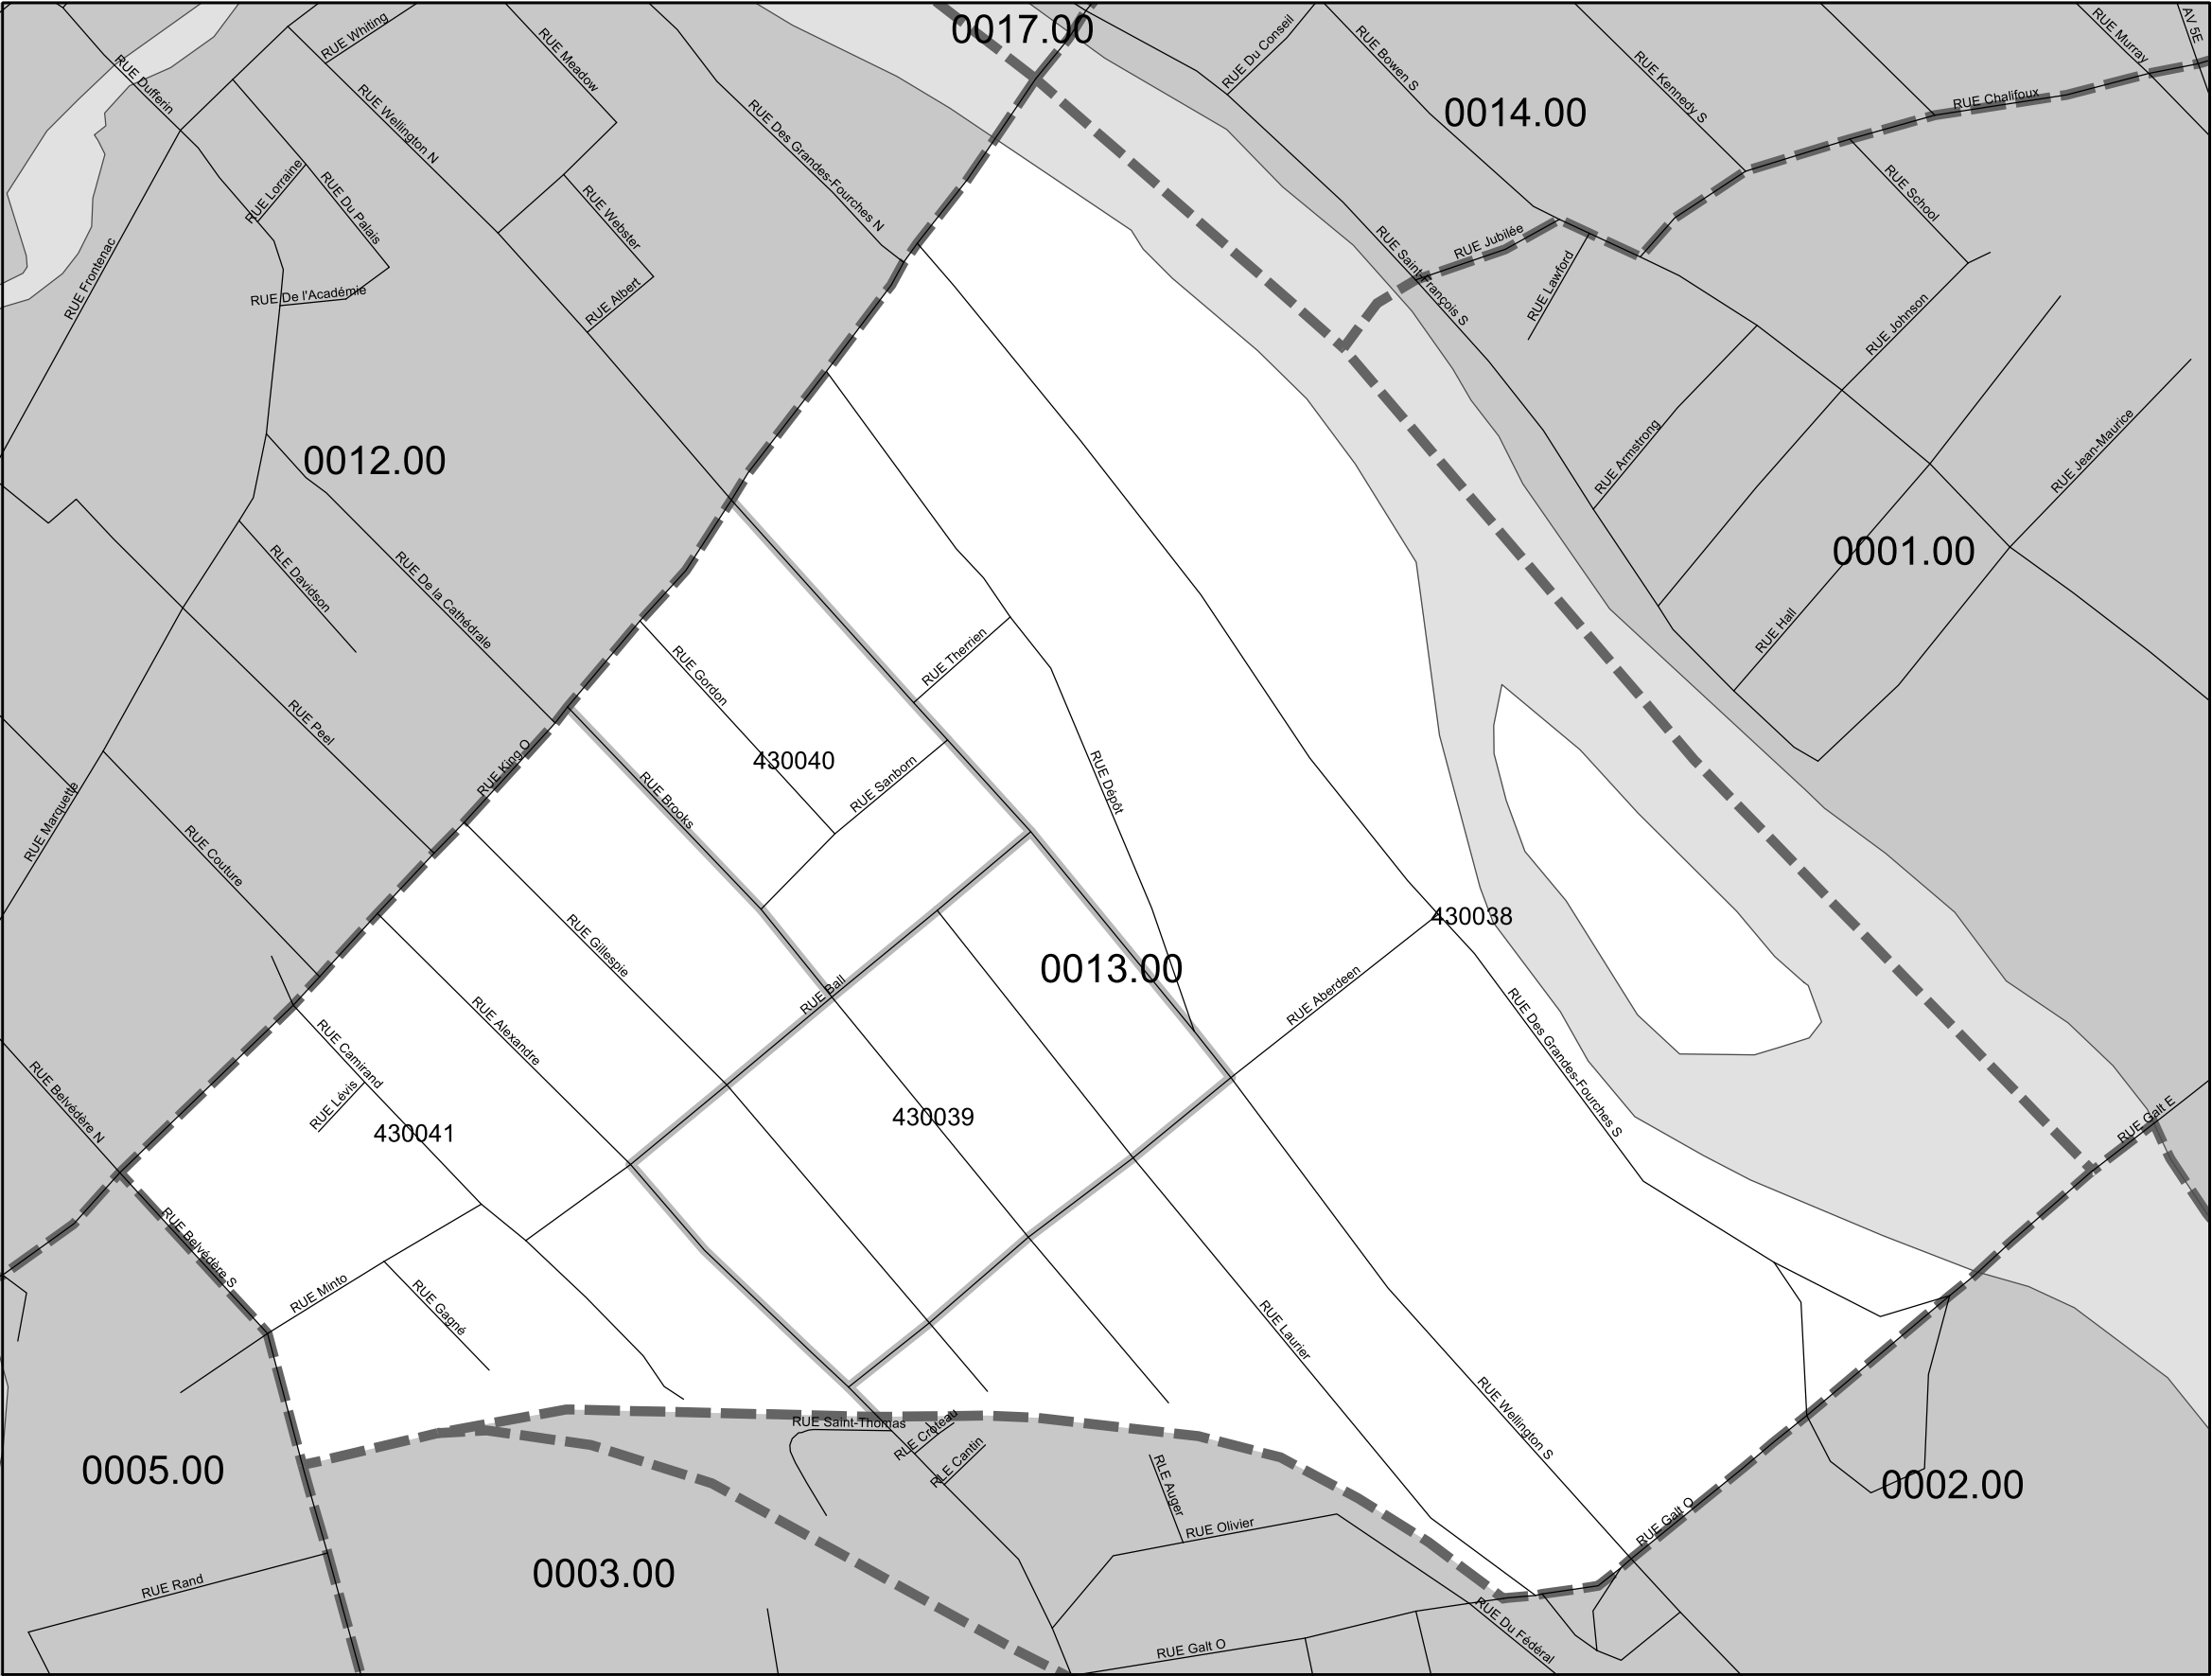 0017.00
RUE Whiting
RUE Meadow
RUE Du Conseil
RUE Bowen S
RUE Kennedy S
RUE Murray
AV 5E
RUE Dufferin
RUE Wellington N
RUE Des Grandes-Fourches N
0014.00
RUE Chalifoux
RUE Lorraine
RUE Du Palais
RUE Webster
RUE School
RUE Frontenac
RUE De l'Académie
RUE Albert
RUE Saint-François S
RUE Jubilée
RUE Lawford
RUE Johnson
0012.00
RUE Armstrong
RUE Jean-Maurice
0001.00
RLE Davidson
RUE De la Cathédrale
RUE Hall
RUE Therrien
RUE Gordon
RUE Peel
RUE King O
430040
RUE Sanborn
RUE Brooks
RUE Dépôt
RUE Marquette
RUE Couture
RUE Gillespie
430038
0013.00
RUE Ball
RUE Aberdeen
RUE Alexandre
RUE Des Grandes-Fourches S
RUE Camirand
RUE Lévis
RUE Belvédère N
430041
430039
RUE Galt E
RUE Belvédère S
RUE Minto
RLE Gagné
RUE Laurier
RUE Wellington S
RUE Saint-Thomas
RLE Croteau
RLE Cantin
0005.00
RLE Auger
0002.00
RUE Olivier
RUE Galt O
0003.00
RUE Rand
RUE Du Fédéral
RUE Galt O